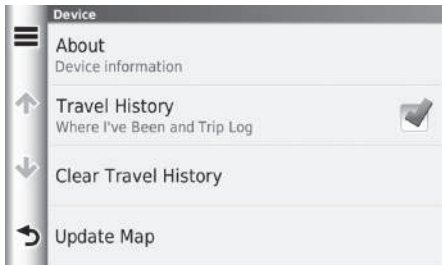 Device
About
Device information
Travel History
Where I've Been and Trip Log
Clear Travel History
Update Map